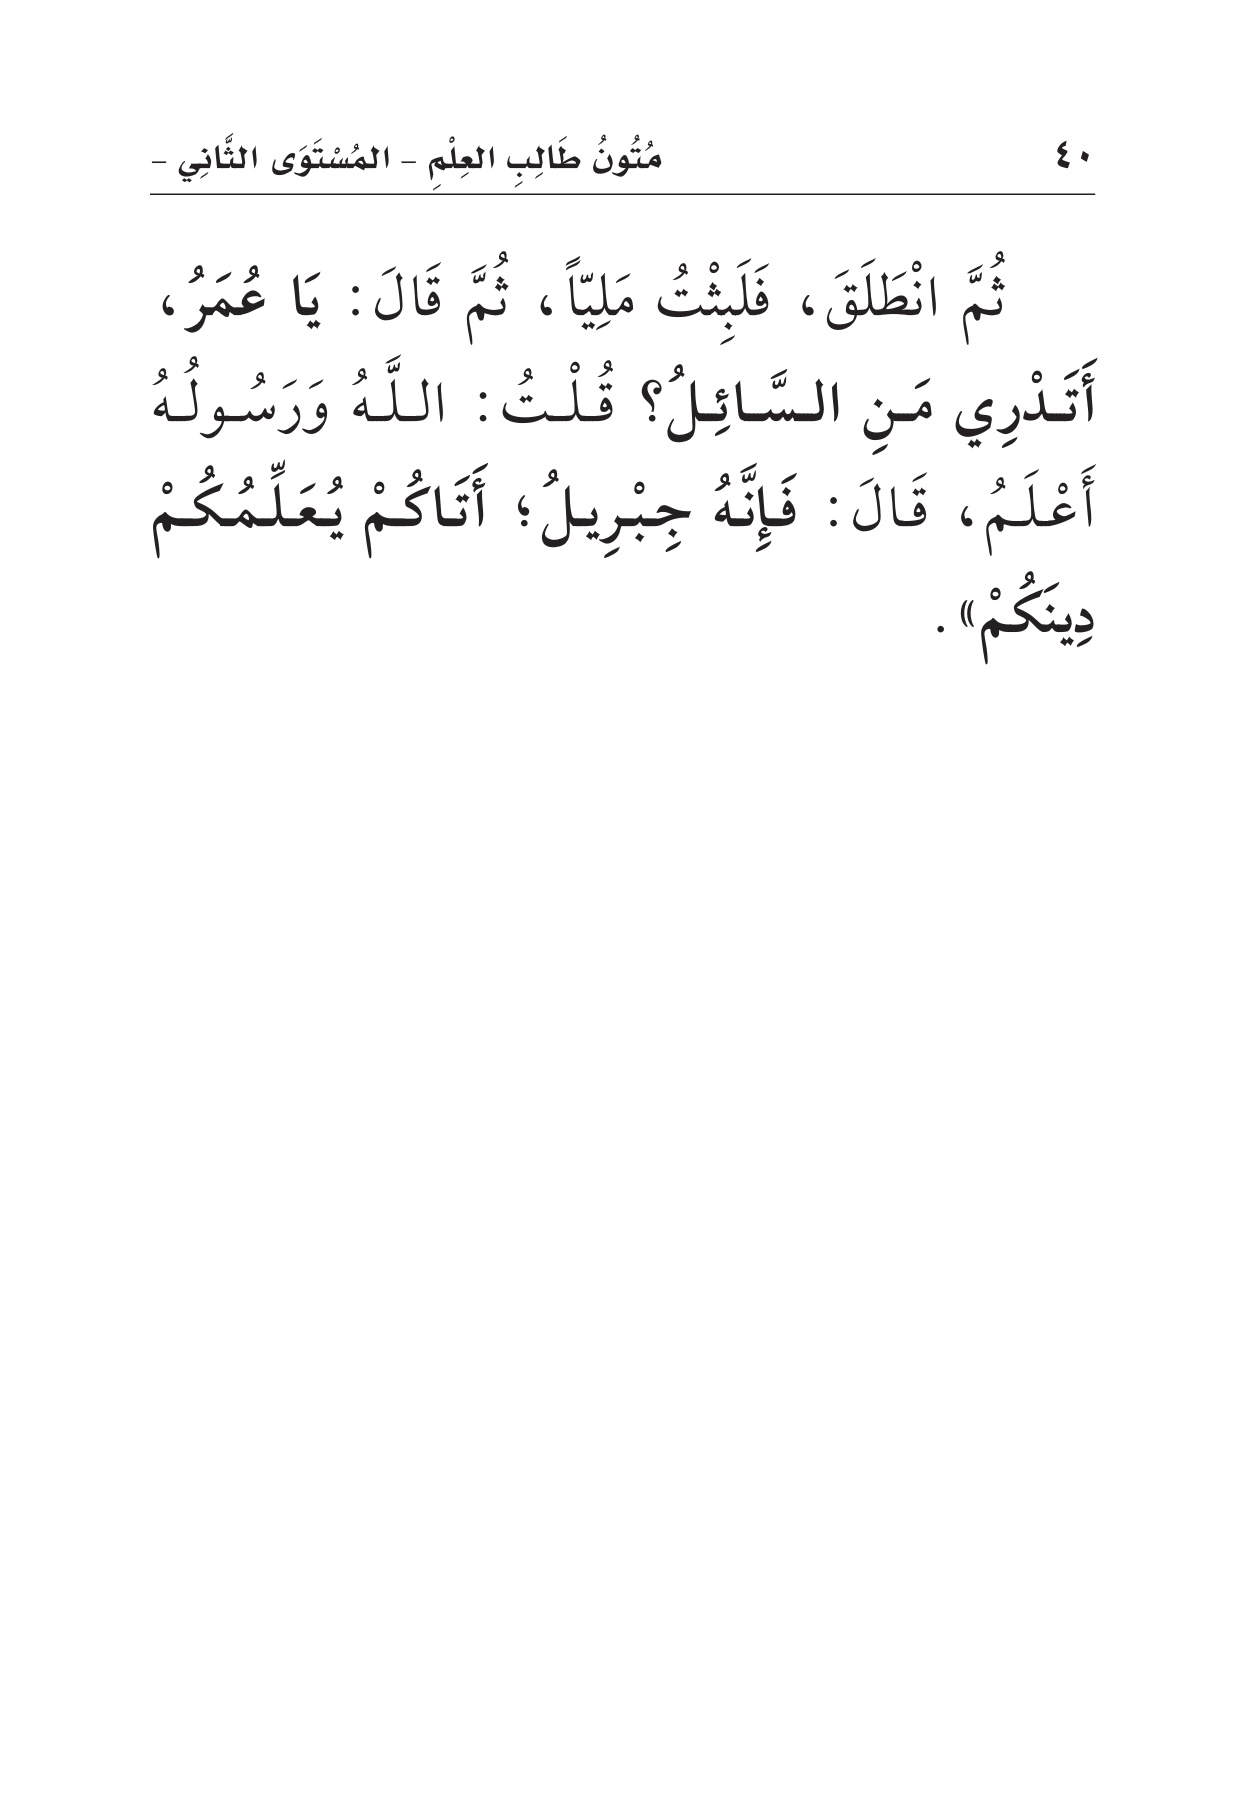 ٤٠ مُتُونُ طَالِبِ العِلْمِ – المُسْتَوَى الثَّانِي –
ثُمَّ انْطَلَقَ، فَلَبِثْتُ مَلِيّاً، ثُمَّ قَالَ: يَا عُمَرُ،
أَتَدْرِي مَنِ السَّائِلُ؟ قُلْتُ: اللَّهُ وَرَسُولُهُ
أَعْلَمُ، قَالَ: فَإِنَّهُ جِبْرِيلُ؛ أَتَاكُمْ يُعَلِّمُكُمْ
دِينَكُمْ».